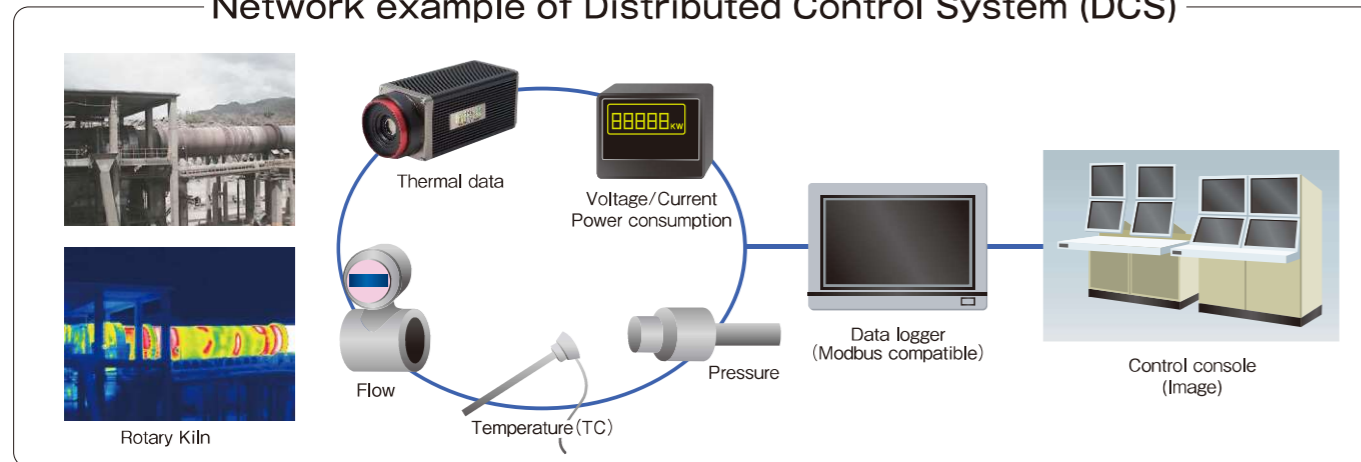 Network example of Distributed Control System (DCS)
Thermal data
88888 KW
Voltage/Current
Power consumption
Flow
Temperature(TC)
Pressure
Data logger
(Modbus compatible)
Control console
(Image)
Rotary Kiln